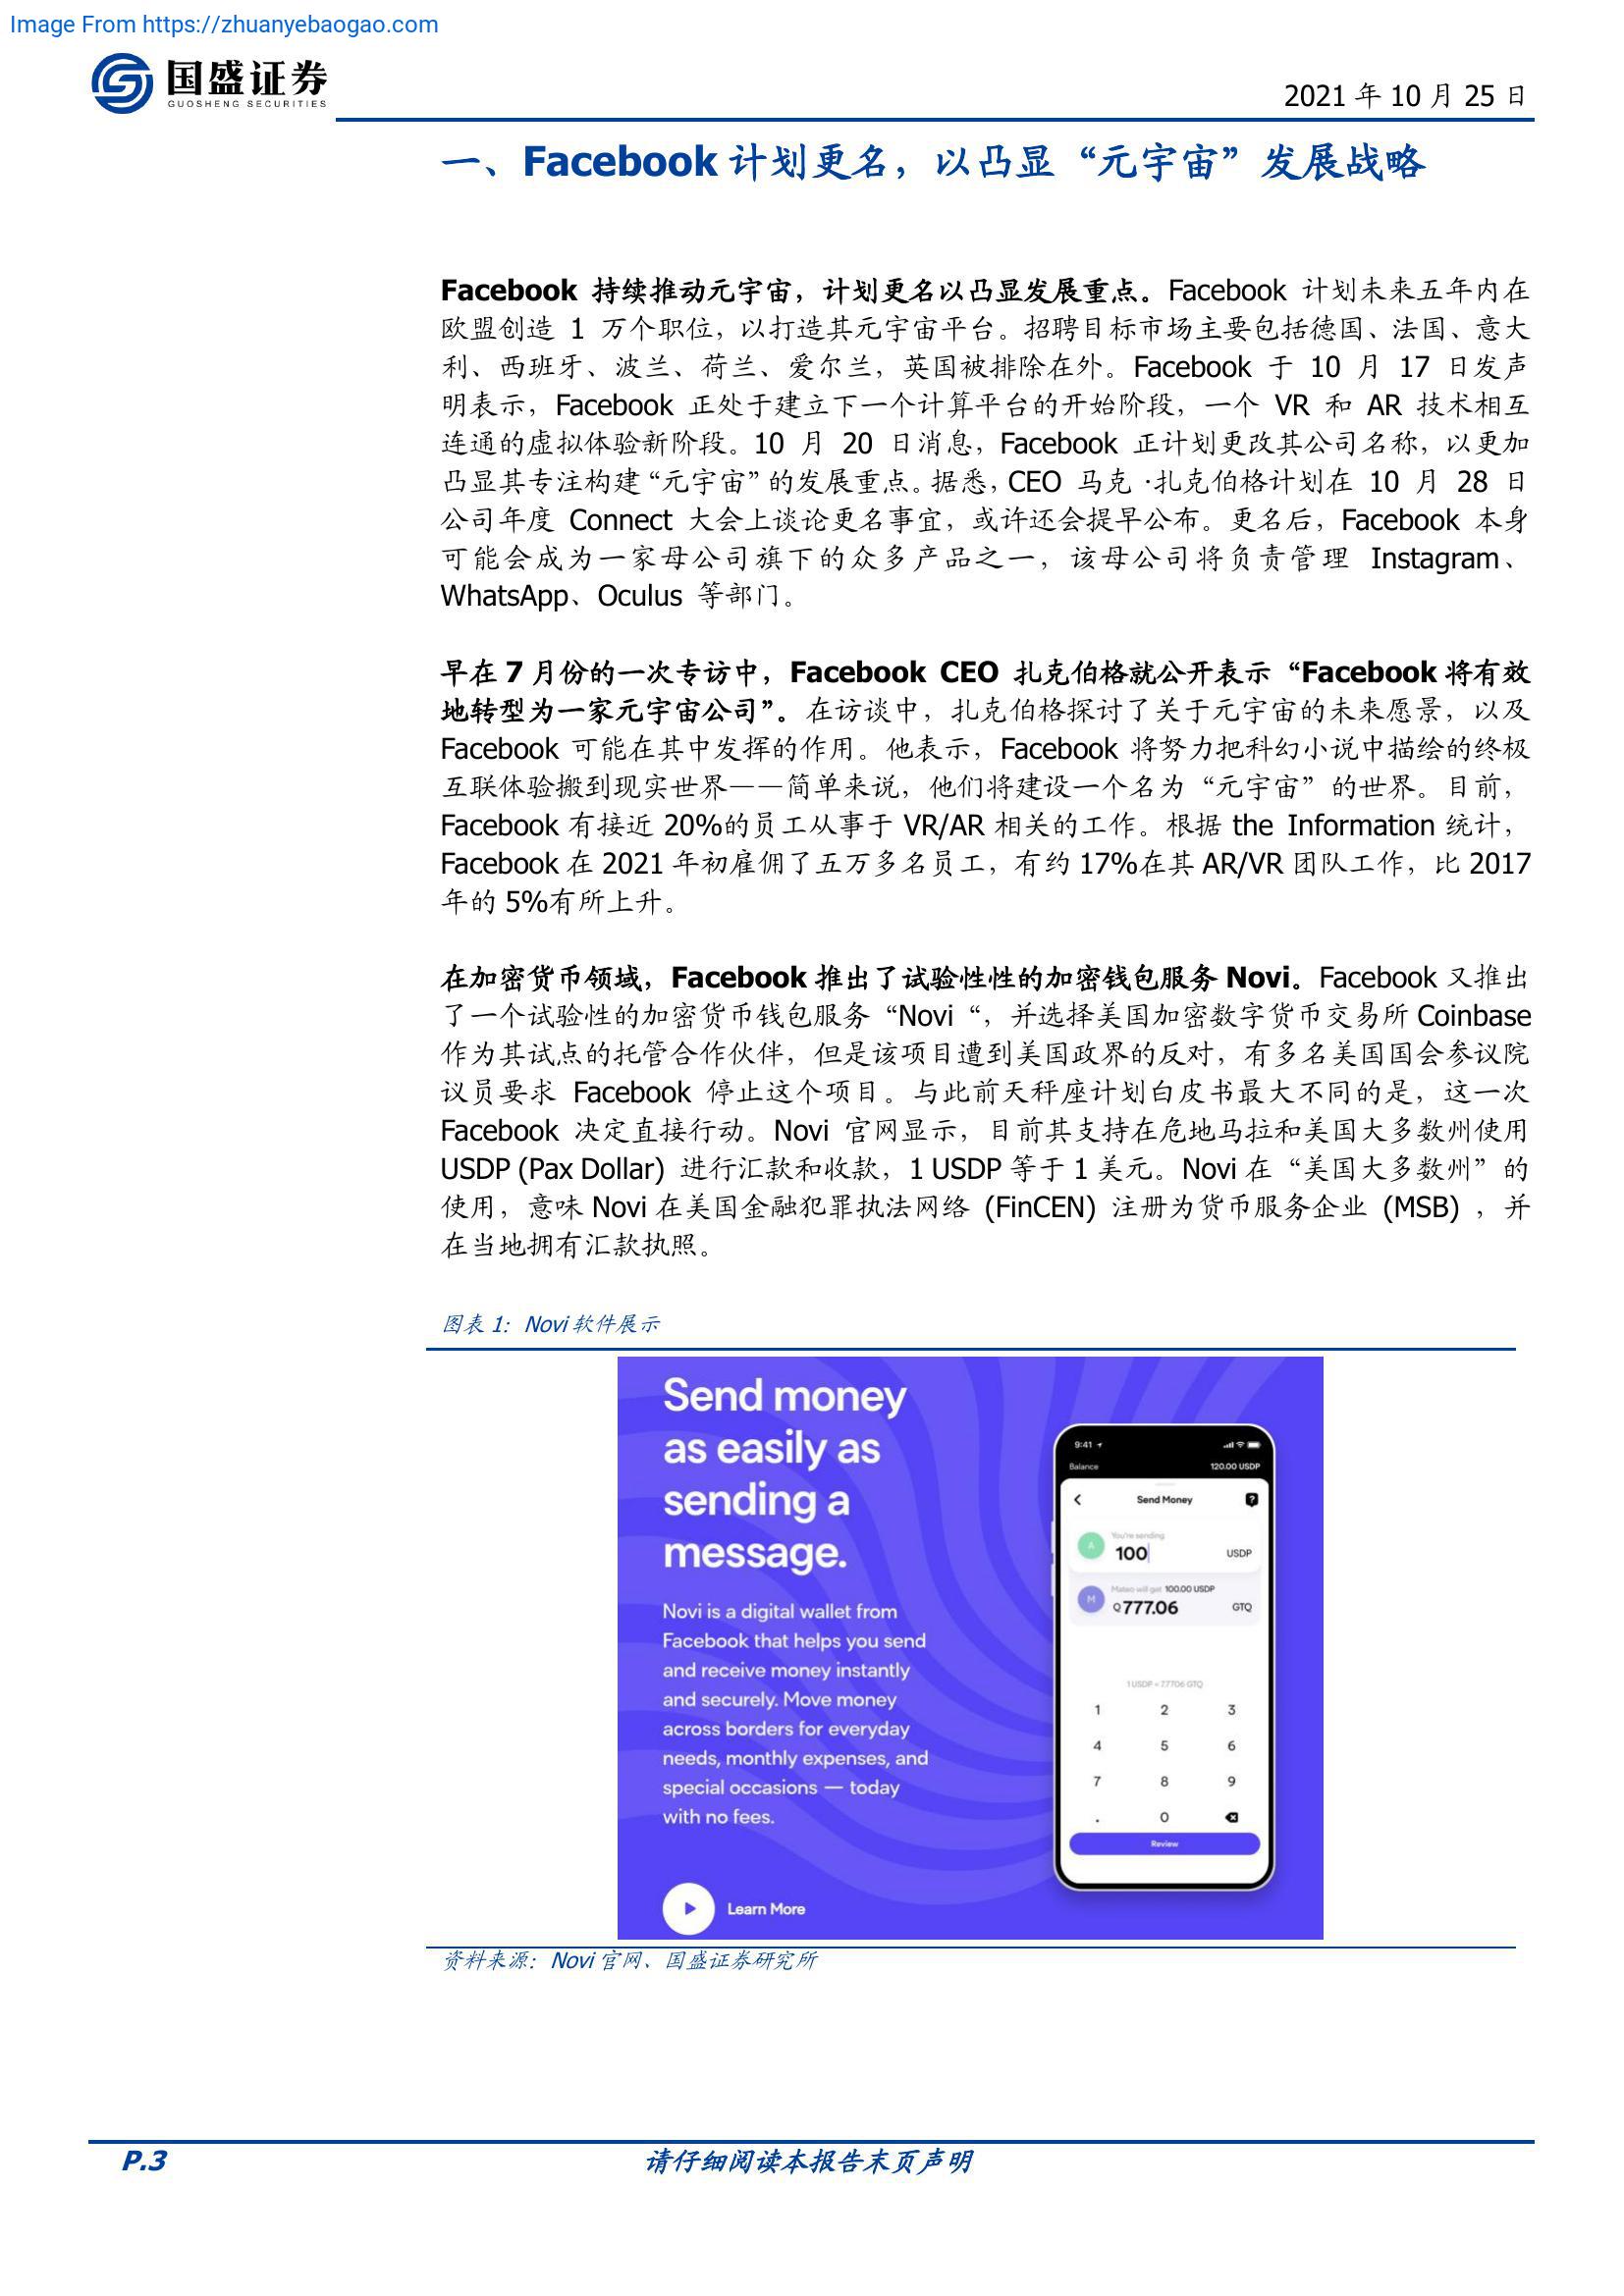 Image From https://zhuanyebaogao.com
国盛证券
GUOSHENG SECURITIES
2021 年 10 月 25 日
一、Facebook 计划更名，以凸显“元宇宙”发展战略
Facebook 持续推动元宇宙，计划更名以凸显发展重点。Facebook 计划未来五年内在
欧盟创造 1 万个职位，以打造其元宇宙平台。招聘目标市场主要包括德国、法国、意大
利、西班牙、波兰、荷兰、爱尔兰，英国被排除在外。Facebook 于 10 月 17 日发声
明表示，Facebook 正处于建立下一个计算平台的开始阶段，一个 VR 和 AR 技术相互
连通的虚拟体验新阶段。10 月 20 日消息，Facebook 正计划更改其公司名称，以更加
凸显其专注构建“元宇宙”的发展重点。据悉，CEO 马克·扎克伯格计划在 10 月 28 日
公司年度 Connect 大会上谈论更名事宜，或许还会提早公布。更名后，Facebook 本身
可能会成为一家母公司旗下的众多产品之一，该母公司将负责管理 Instagram、
WhatsApp、Oculus 等部门。
早在 7 月份的一次专访中，Facebook CEO 扎克伯格就公开表示“Facebook 将有效
地转型为一家元宇宙公司”。在访谈中，扎克伯格探讨了关于元宇宙的未来愿景，以及
Facebook 可能在其中发挥的作用。他表示，Facebook 将努力把科幻小说中描绘的终极
互联体验搬到现实世界——简单来说，他们将建设一个名为“元宇宙”的世界。目前，
Facebook 有接近 20%的员工从事于 VR/AR 相关的工作。根据 the Information 统计，
Facebook 在 2021 年初雇佣了五万多名员工，有约 17%在其 AR/VR 团队工作，比 2017
年的 5%有所上升。
在加密货币领域，Facebook 推出了试验性性的加密钱包服务 Novi。Facebook 又推出
了一个试验性的加密货币钱包服务“Novi“，并选择美国加密数字货币交易所 Coinbase
作为其试点的托管合作伙伴，但是该项目遭到美国政界的反对，有多名美国国会参议院
议员要求 Facebook 停止这个项目。与此前天秤座计划白皮书最大不同的是，这一次
Facebook 决定直接行动。Novi 官网显示，目前其支持在危地马拉和美国大多数州使用
USDP (Pax Dollar) 进行汇款和收款，1 USDP 等于 1 美元。Novi 在“美国大多数州”的
使用，意味 Novi 在美国金融犯罪执法网络 (FinCEN) 注册为货币服务企业 (MSB) ，并
在当地拥有汇款执照。
图表 1：Novi 软件展示
Send money
as easily as
sending a
message.
Novi is a digital wallet from
Facebook that helps you send
and receive money instantly
and securely. Move money
across borders for everyday
needs, monthly expenses, and
special occasions — today
with no fees.
Learn More
9:41
Balance 120.00 USDP
Send Money ?
You're sending
A 100 USDP
Mateo will get 100.00 USDP
M Q777.06 GTQ
1 USDP = 7.7706 GTQ
1 2 3
4 5 6
7 8 9
. 0
Review
资料来源：Novi 官网、国盛证券研究所
P.3 请仔细阅读本报告末页声明